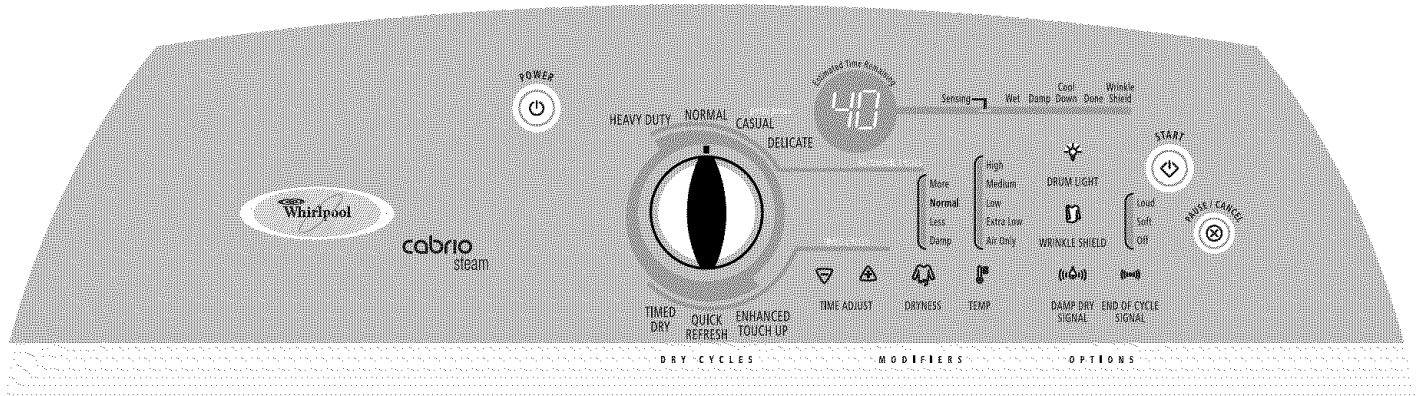 POWER
Estimated Time Remaining
40
Sensing
Wet
Damp
Cool Down
Done
Wrinkle Shield
HEAVY DUTY
NORMAL
CASUAL
DELICATE
START
PAUSE / CANCEL
Whirlpool
cabrio
steam
More
Normal
Less
Damp
High
Medium
Low
Extra Low
Air Only
DRUM LIGHT
WRINKLE SHIELD
Loud
Soft
Off
TIME ADJUST
DRYNESS
TEMP
DAMP DRY
SIGNAL
END OF CYCLE
SIGNAL
TIMED
DRY
QUICK
REFRESH
ENHANCED
TOUCH UP
DRY CYCLES
MODIFIERS
OPTIONS